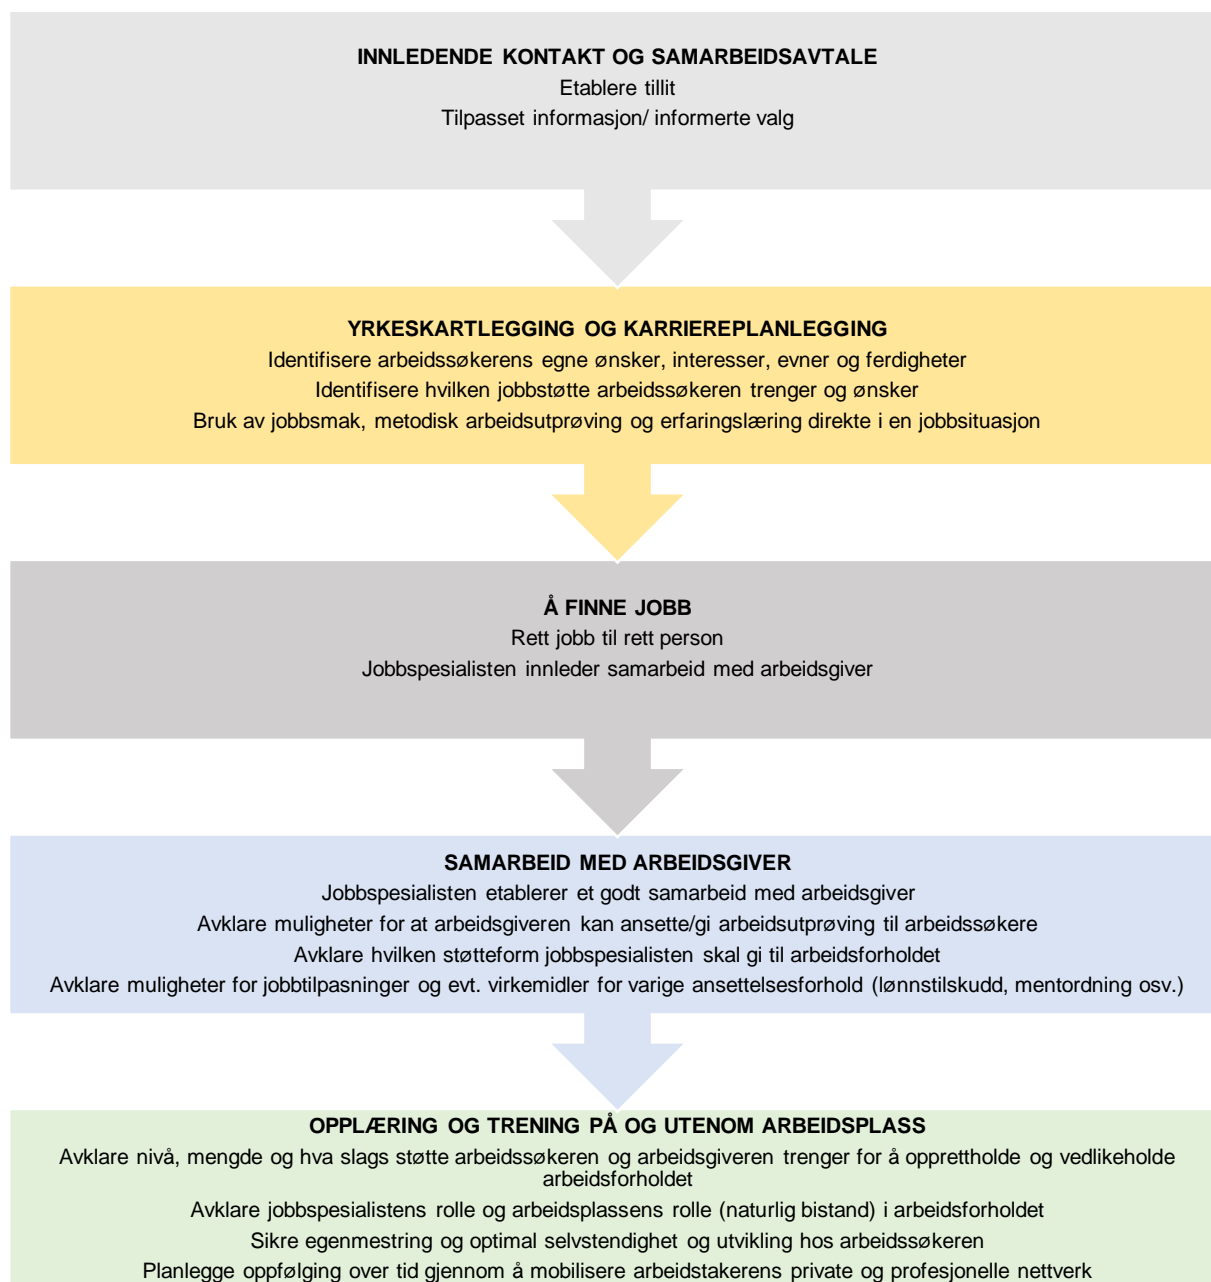 INNLEDENDE KONTAKT OG SAMARBEIDSAVTALE
Etablere tillit
Tilpasset informasjon/ informerte valg
YRKESKARTLEGGING OG KARRIEREPLANLEGGING
Identifisere arbeidssøkerens egne ønsker, interesser, evner og ferdigheter
Identifisere hvilken jobbstøtte arbeidssøkeren trenger og ønsker
Bruk av jobbsmak, metodisk arbeidsutprøving og erfaringslæring direkte i en jobbsituasjon
Å FINNE JOBB
Rett jobb til rett person
Jobbspesialisten innleder samarbeid med arbeidsgiver
SAMARBEID MED ARBEIDSGIVER
Jobbspesialisten etablerer et godt samarbeid med arbeidsgiver
Avklare muligheter for at arbeidsgiveren kan ansette/gi arbeidsutprøving til arbeidssøkere
Avklare hvilken støtteform jobbspesialisten skal gi til arbeidsforholdet
Avklare muligheter for jobbtilpasninger og evt. virkemidler for varige ansettelsesforhold (lønnstilskudd, mentordning osv.)
OPPLÆRING OG TRENING PÅ OG UTENOM ARBEIDSPLASS
Avklare nivå, mengde og hva slags støtte arbeidssøkeren og arbeidsgiveren trenger for å opprettholde og vedlikeholde
arbeidsforholdet
Avklare jobbspesialistens rolle og arbeidsplassens rolle (naturlig bistand) i arbeidsforholdet
Sikre egenmestring og optimal selvstendighet og utvikling hos arbeidssøkeren
Planlegge oppfølging over tid gjennom å mobilisere arbeidstakerens private og profesjonelle nettverk